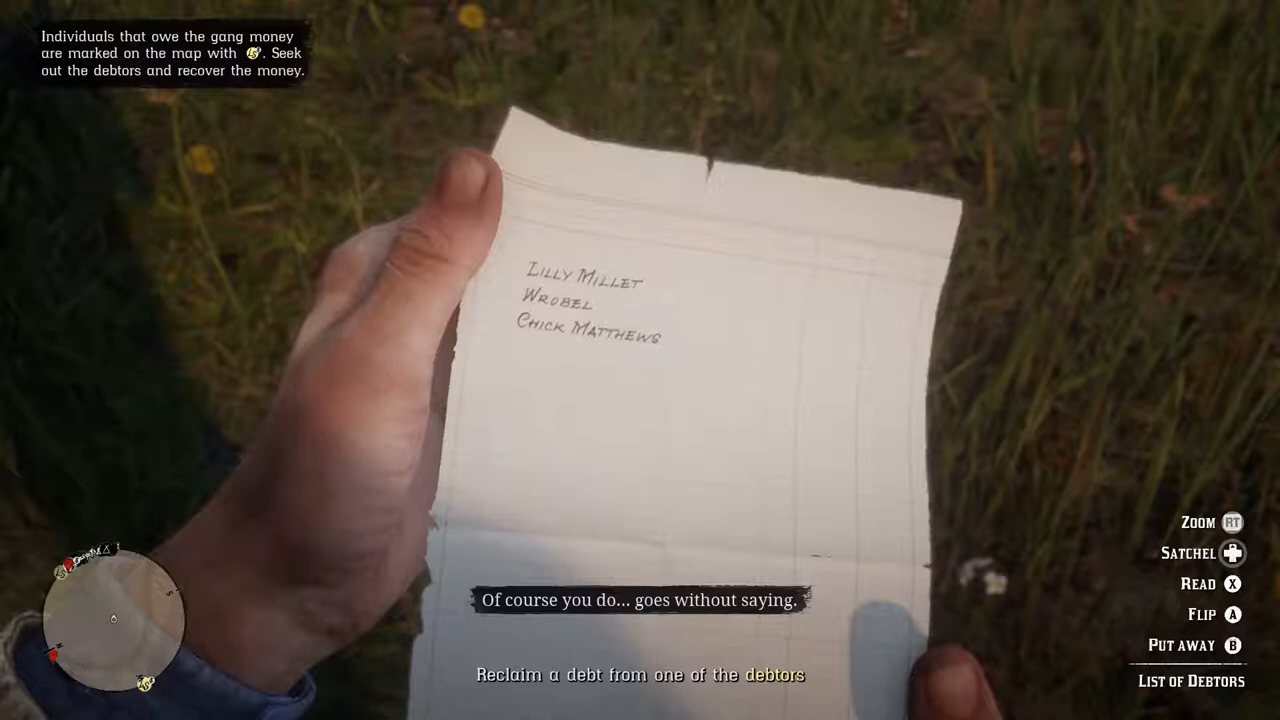 Individuals that owe the gang money
are marked on the map with . Seek
out the debtors and recover the money.
LILLY MILLET
WROBEL
CHICK MATTHEWS
ZOOM RT
SATCHEL
READ X
FLIP A
PUT AWAY B
LIST OF DEBTORS
Of course you do... goes without saying.
Reclaim a debt from one of the debtors